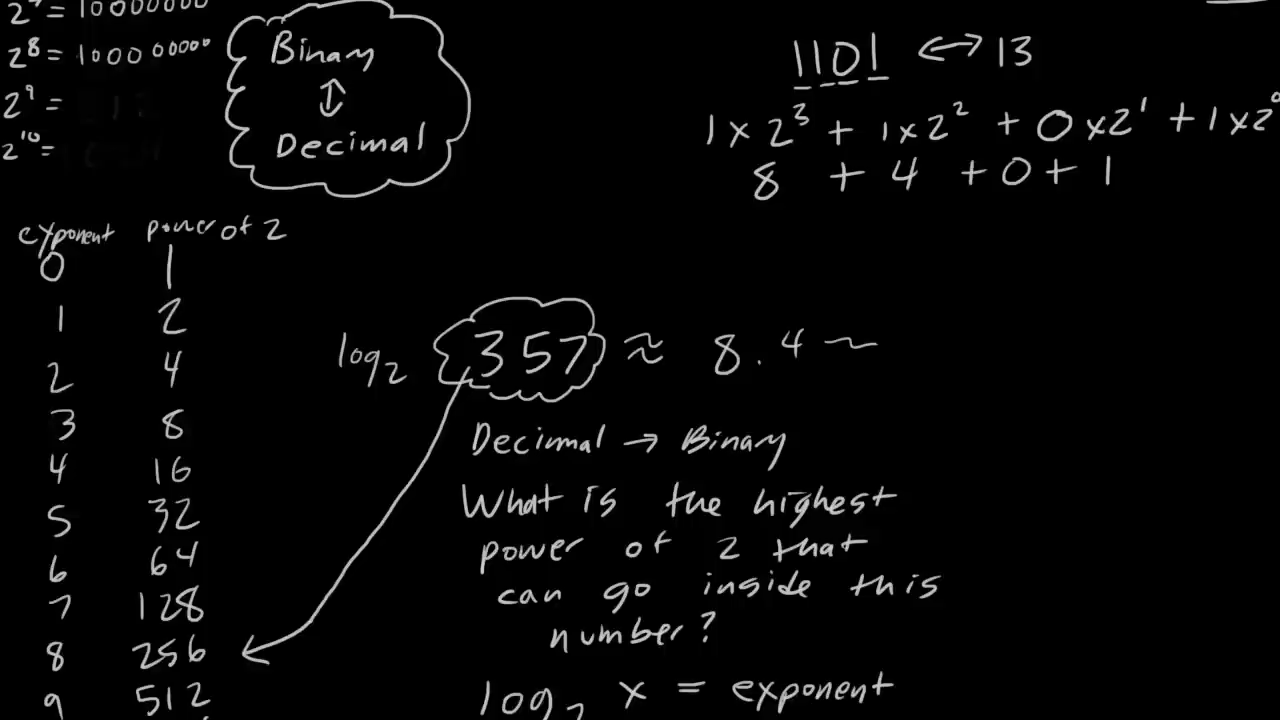 2⁷ = 10000000
2⁸ = 100000000
2⁹ =
2¹⁰ =
Binary
↕
Decimal
1101 ↔ 13
1 x 2³ + 1 x 2² + 0 x 2¹ + 1 x 2⁰
8 + 4 + 0 + 1
exponent power of 2
0 1
1 2
2 4
3 8
4 16
5 32
6 64
7 128
8 256
9 512
log₂ 357 ≈ 8.4~
Decimal → Binary
What is the highest
power of 2 that
can go inside this
number?
log₂ x = exponent